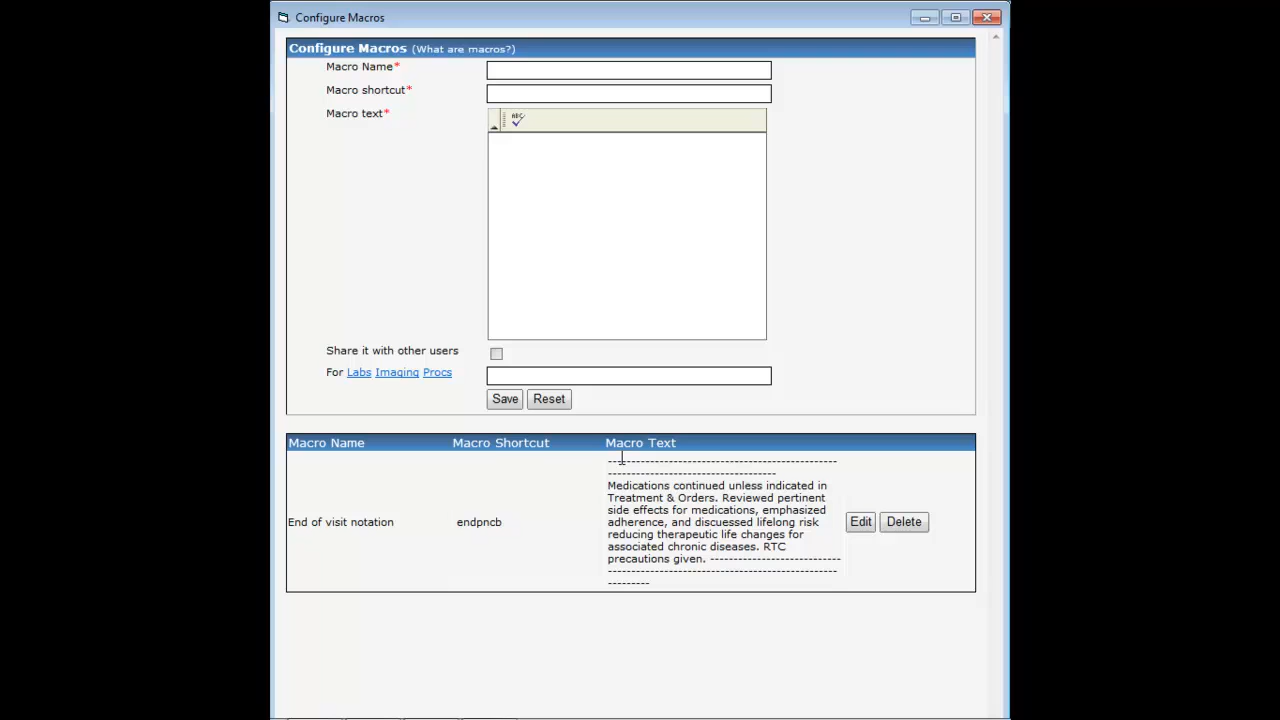 Configure Macros
Configure Macros (What are macros?)
Macro Name*
Macro shortcut*
Macro text*
ABC
Share it with other users
For Labs Imaging Procs
Save Reset
Macro Name Macro Shortcut Macro Text
--------------------------------------------------
------------------------------------
Medications continued unless indicated in
Treatment & Orders. Reviewed pertinent
side effects for medications, emphasized
End of visit notation endpncb adherence, and discuessed lifelong risk Edit Delete
reducing therapeutic life changes for
associated chronic diseases. RTC
precautions given. ----------------------------
--------------------------------------------------
---------